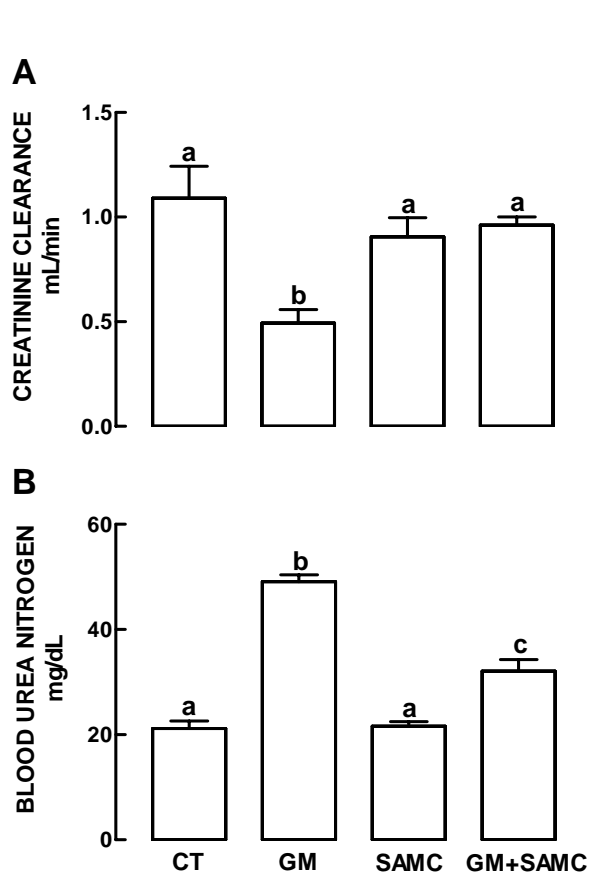 A
CREATININE CLEARANCE
mL/min
1.5
1.0
0.5
0.0
a
b
a
a
B
BLOOD UREA NITROGEN
mg/dL
60
40
20
0
a
b
a
c
CT GM SAMC GM+SAMC